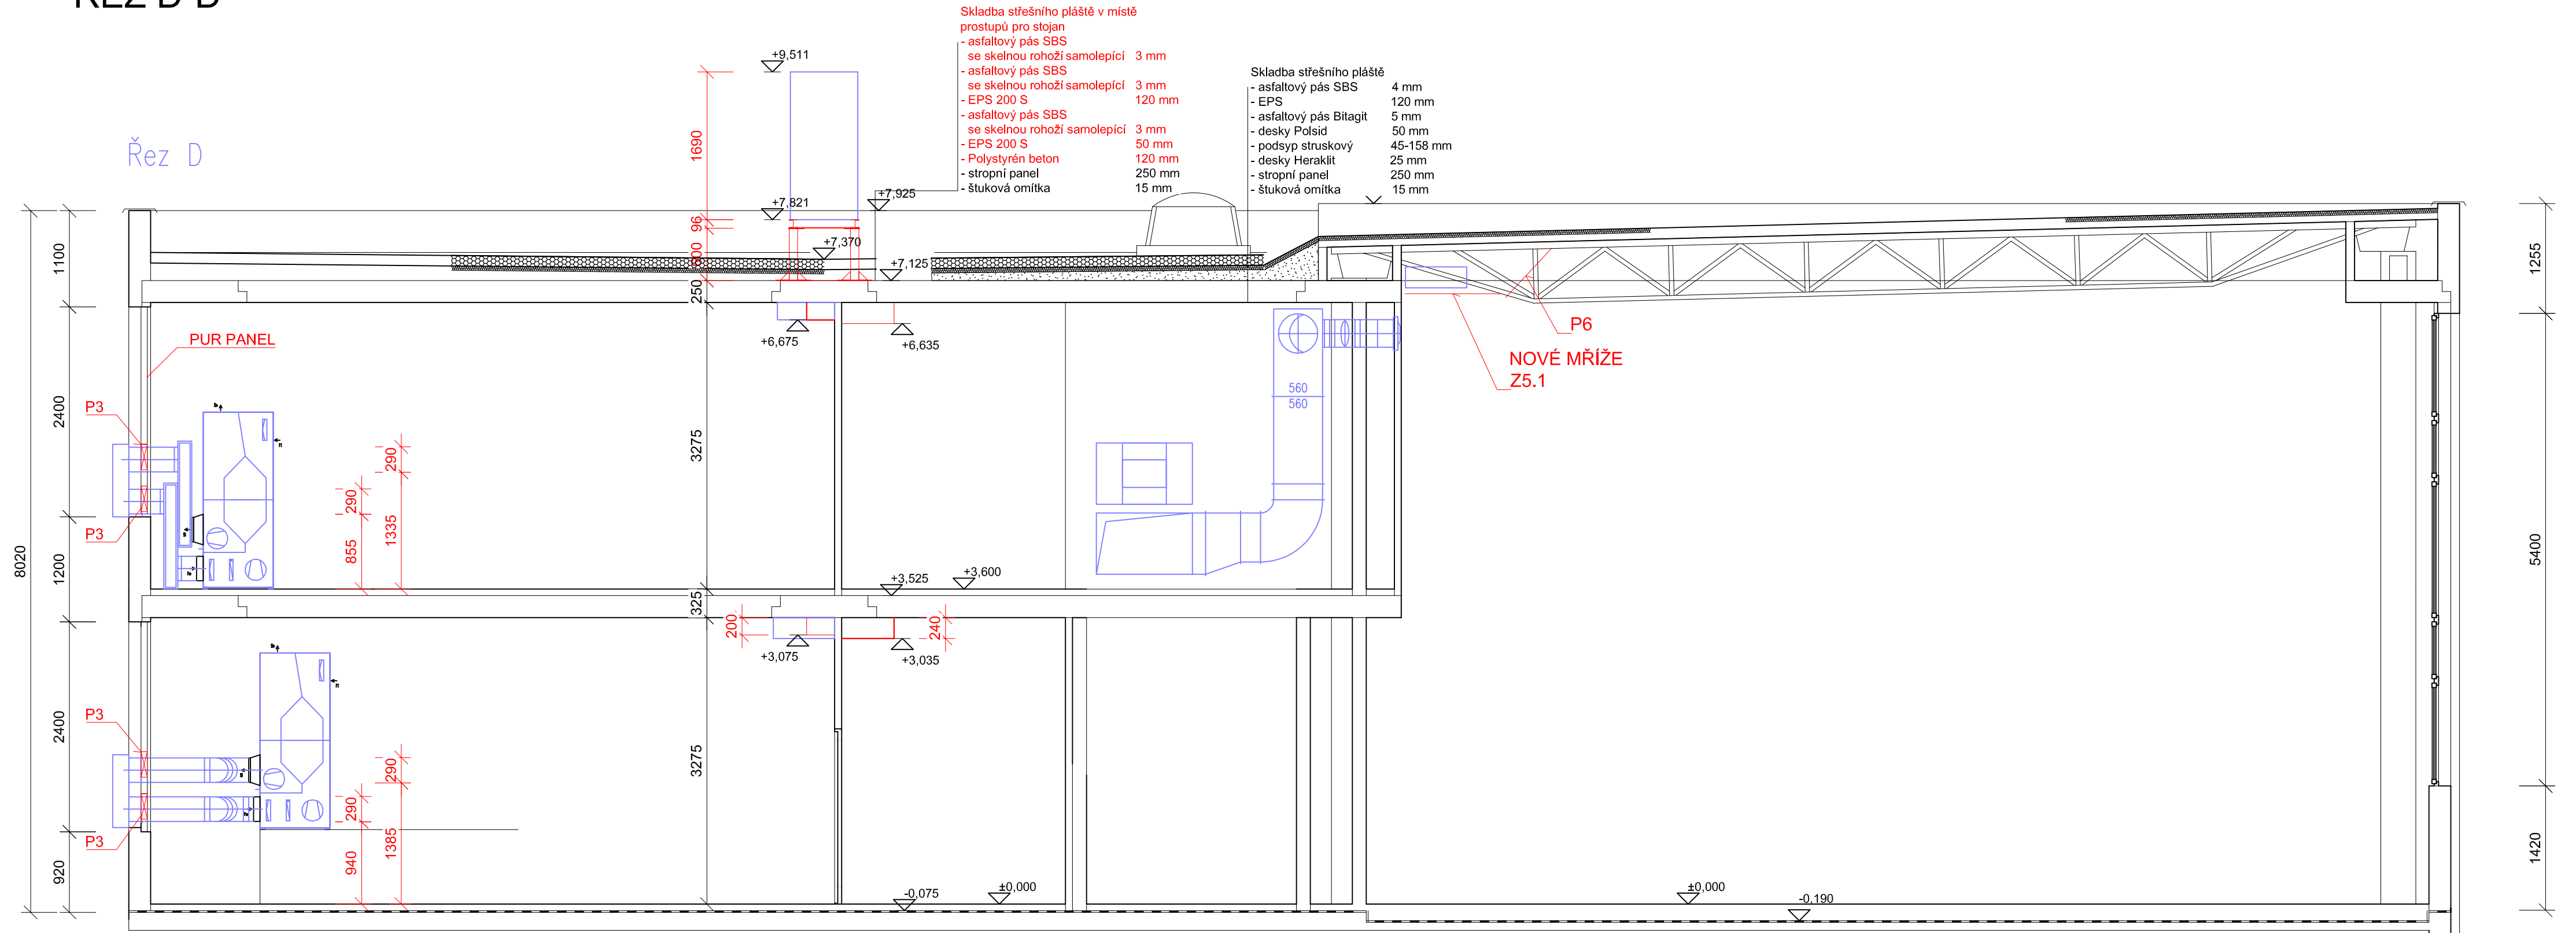 Skladba střešního pláště v místě
prostupů pro stojan
- asfaltový pás SBS
se skelnou rohoží samolepící 3 mm
- asfaltový pás SBS
se skelnou rohoží samolepící 3 mm
- EPS 200 S 120 mm
- asfaltový pás SBS
se skelnou rohoží samolepící 3 mm
- EPS 200 S 50 mm
- Polystyrén beton 120 mm
- stropní panel 250 mm
- štuková omítka 15 mm
Skladba střešního pláště
- asfaltový pás SBS 4 mm
- EPS 120 mm
- asfaltový pás Bitagit 5 mm
- desky Polsid 50 mm
- podsyp struskový 45-158 mm
- desky Heraklit 25 mm
- stropní panel 250 mm
- štuková omítka 15 mm
Řez D
+9,511
1690
+7,821
+7,925
96
600
+7,370
+7,125
250
1100
1255
PUR PANEL
+6,675
+6,635
P6
NOVÉ MŘÍŽE
Z5.1
560
560
P3
2400
290
3275
290
1335
855
P3
8020
1200
5400
+3,525
+3,600
325
200
240
+3,075
+3,035
P3
2400
290
3275
290
1385
940
P3
920
1420
-0,075
±0,000
±0,000
-0,190